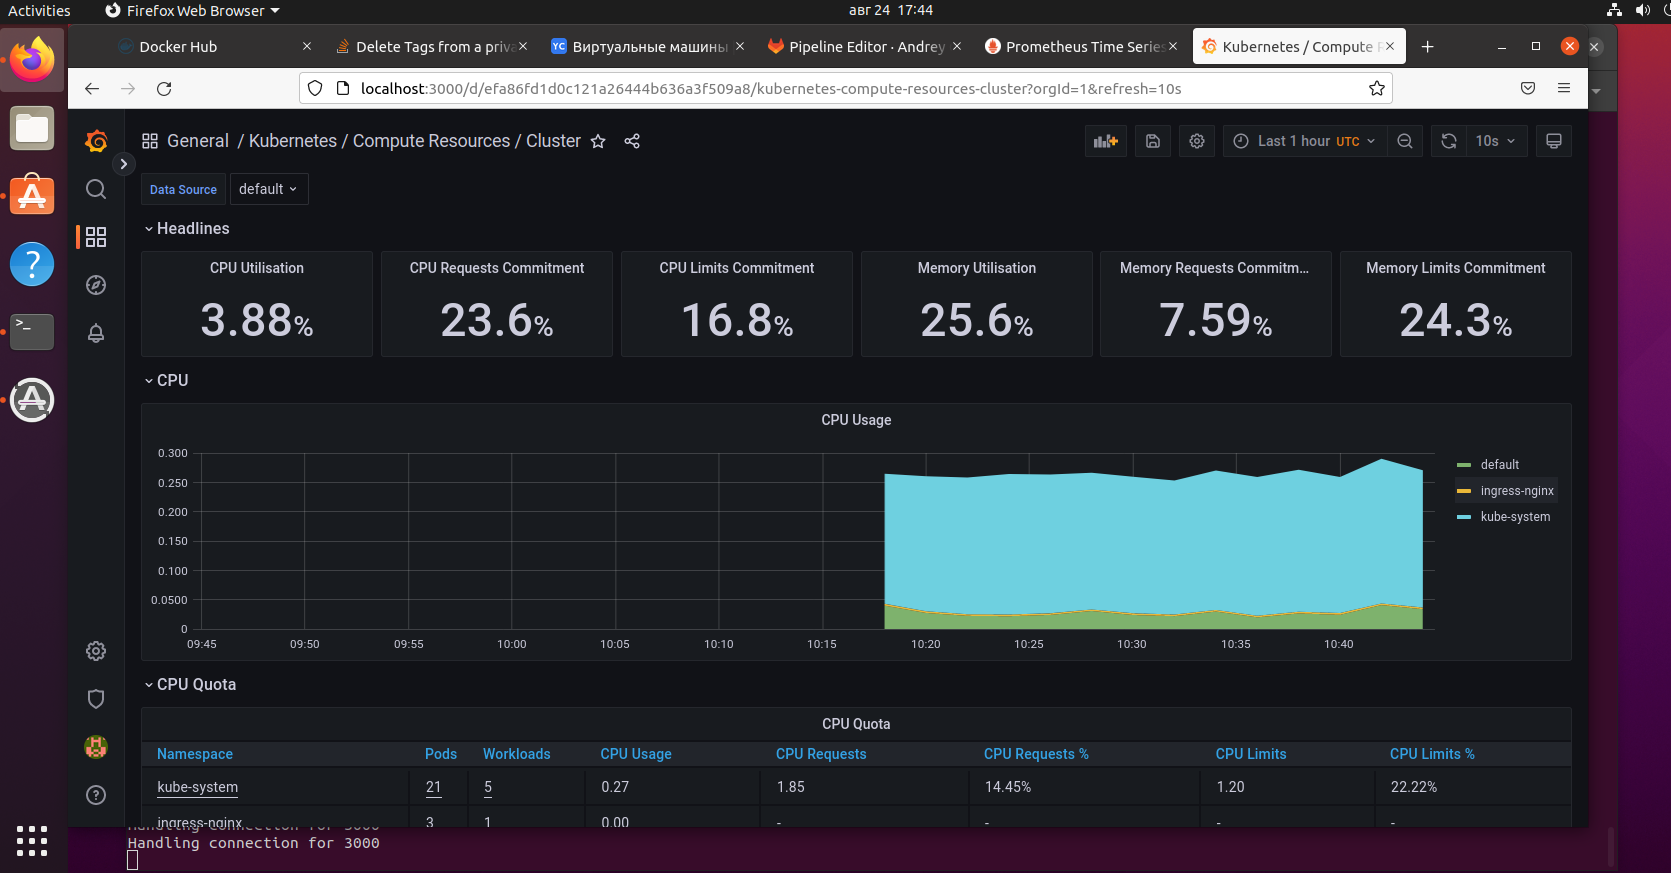 Activities
Firefox Web Browser
авг 24 17:44
Docker Hub
Delete Tags from a priva
YC Виртуальные машины
Pipeline Editor · Andrey
Prometheus Time Series
Kubernetes / Compute R
localhost:3000/d/efa86fd1d0c121a26444b636a3f509a8/kubernetes-compute-resources-cluster?orgId=1&refresh=10s
General / Kubernetes / Compute Resources / Cluster
Last 1 hour UTC
10s
Data Source
default
Headlines
CPU Utilisation
3.88%
CPU Requests Commitment
23.6%
CPU Limits Commitment
16.8%
Memory Utilisation
25.6%
Memory Requests Commitm...
7.59%
Memory Limits Commitment
24.3%
CPU
CPU Usage
0.300
0.250
0.200
0.150
0.100
0.0500
0
09:45
09:50
09:55
10:00
10:05
10:10
10:15
10:20
10:25
10:30
10:35
10:40
default
ingress-nginx
kube-system
CPU Quota
CPU Quota
Namespace Pods Workloads CPU Usage CPU Requests CPU Requests % CPU Limits CPU Limits %
kube-system 21 5 0.27 1.85 14.45% 1.20 22.22%
ingress-nginx 3 1 0.00 - - - -
Handling connection for 3000
Handling connection for 3000